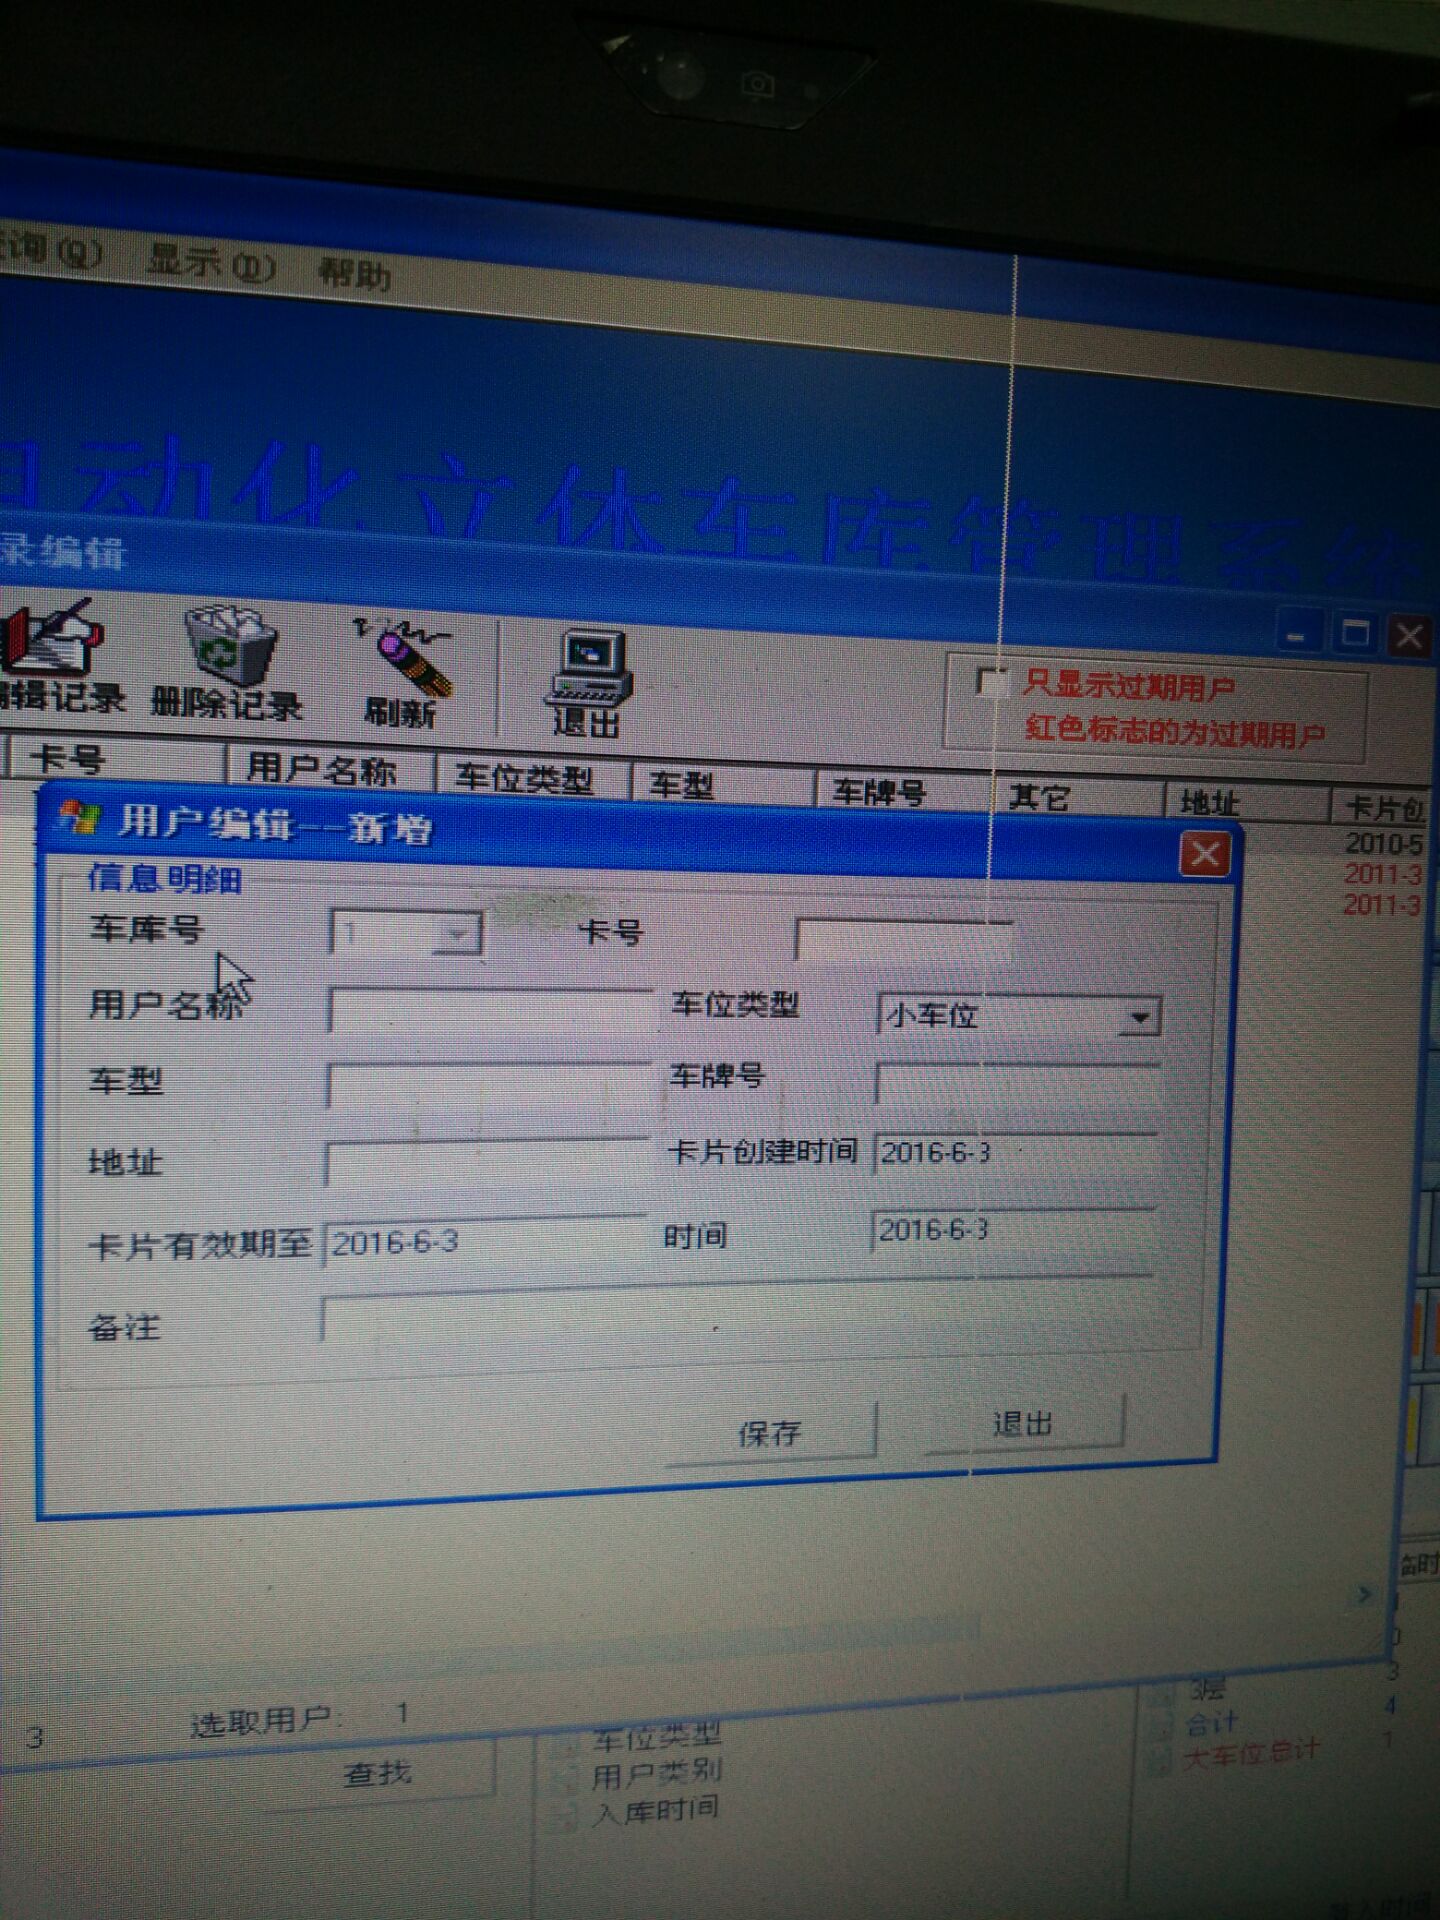 询(Q) 显示(D) 帮助
自动化立体车库管理系统
录编辑
编辑记录 删除记录 刷新 退出
只显示过期用户
红色标志的为过期用户
卡号 用户名称 车位类型 车型 车牌号 其它 地址 卡片创
2010-5
2011-3
2011-3
用户编辑--新增
信息明细
车库号 1 卡号
用户名称 车位类型 小车位
车型 车牌号
地址 卡片创建时间 2016-6-3
卡片有效期至 2016-6-3 时间 2016-6-3
备注
保存 退出
临时
3 选取用户: 1
查找
车位类型
用户类别
入库时间
3层 3
合计 4
大车位总计 1